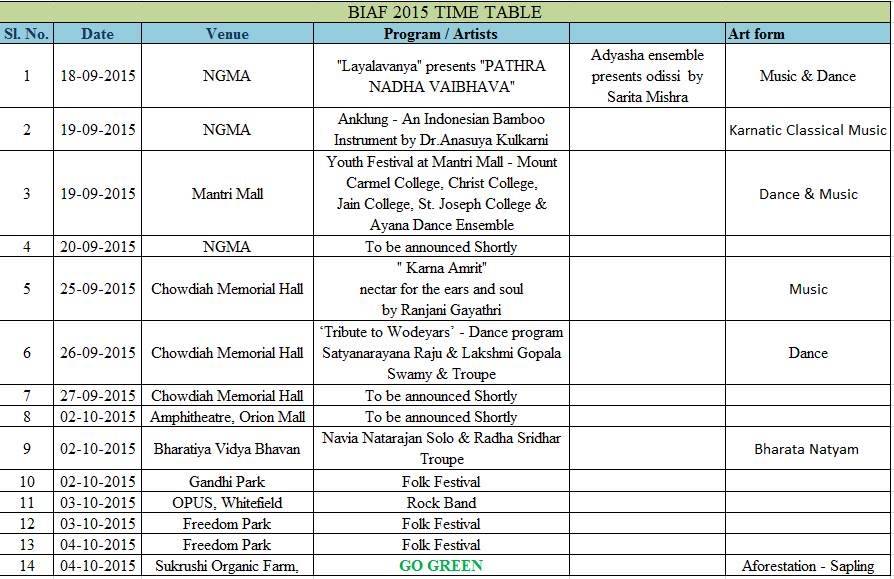 BIAF 2015 TIME TABLE
Sl. No. Date Venue Program / Artists Art form
1 18-09-2015 NGMA "Layalavanya" presents "PATHRA NADHA VAIBHAVA" Adyasha ensemble presents odissi by Sarita Mishra Music & Dance
2 19-09-2015 NGMA Anklung - An Indonesian Bamboo Instrument by Dr.Anasuya Kulkarni Karnatic Classical Music
3 19-09-2015 Mantri Mall Youth Festival at Mantri Mall - Mount Carmel College, Christ College, Jain College, St. Joseph College & Ayana Dance Ensemble Dance & Music
4 20-09-2015 NGMA To be announced Shortly
5 25-09-2015 Chowdiah Memorial Hall " Karna Amrit" nectar for the ears and soul by Ranjani Gayathri Music
6 26-09-2015 Chowdiah Memorial Hall ‘Tribute to Wodeyars’ - Dance program Satyanarayana Raju & Lakshmi Gopala Swamy & Troupe Dance
7 27-09-2015 Chowdiah Memorial Hall To be announced Shortly
8 02-10-2015 Amphitheatre, Orion Mall To be announced Shortly
9 02-10-2015 Bharatiya Vidya Bhavan Navia Natarajan Solo & Radha Sridhar Troupe Bharata Natyam
10 02-10-2015 Gandhi Park Folk Festival
11 03-10-2015 OPUS, Whitefield Rock Band
12 03-10-2015 Freedom Park Folk Festival
13 04-10-2015 Freedom Park Folk Festival
14 04-10-2015 Sukrushi Organic Farm, GO GREEN Aforestation - Sapling